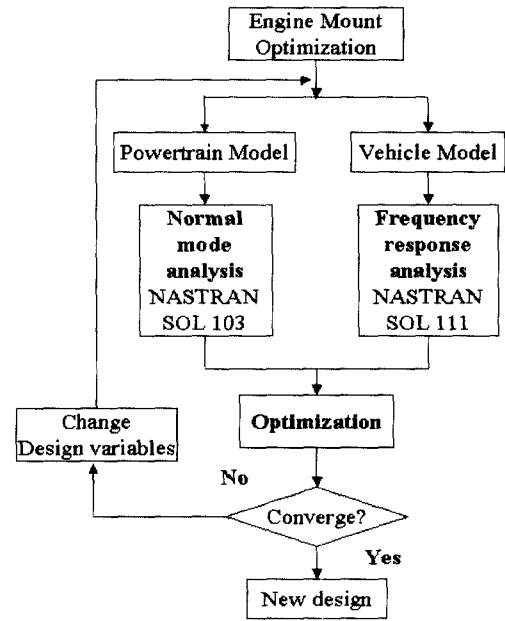 Engine Mount
Optimization
Powertrain Model
Vehicle Model
Normal
mode
analysis
NASTRAN
SOL 103
Frequency
response
analysis
NASTRAN
SOL 111
Change
Design variables
Optimization
No
Converge?
Yes
New design